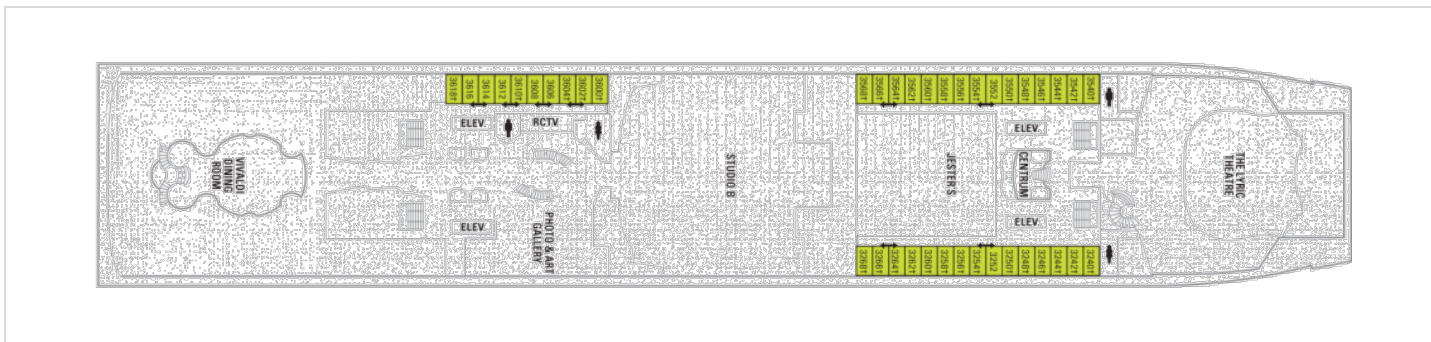 3618†
3616
3614
3612
3610†
3608
3606
3604†
3602†
3600†
3568†
3566†
3564†
3562†
3560†
3558†
3556†
3554†
3552
3550†
3548†
3546†
3544†
3542†
3540†
ELEV.
RCTV.
ELEV.
VIVALDI
DINING
ROOM
STUDIO B
JESTER'S
CENTRUM
THE LYRIC
THEATRE
ELEV.
PHOTO & ART
GALLERY
ELEV.
3268†
3266†
3264†
3262†
3260†
3258†
3256†
3254†
3252
3250†
3248†
3246†
3244†
3242†
3240†